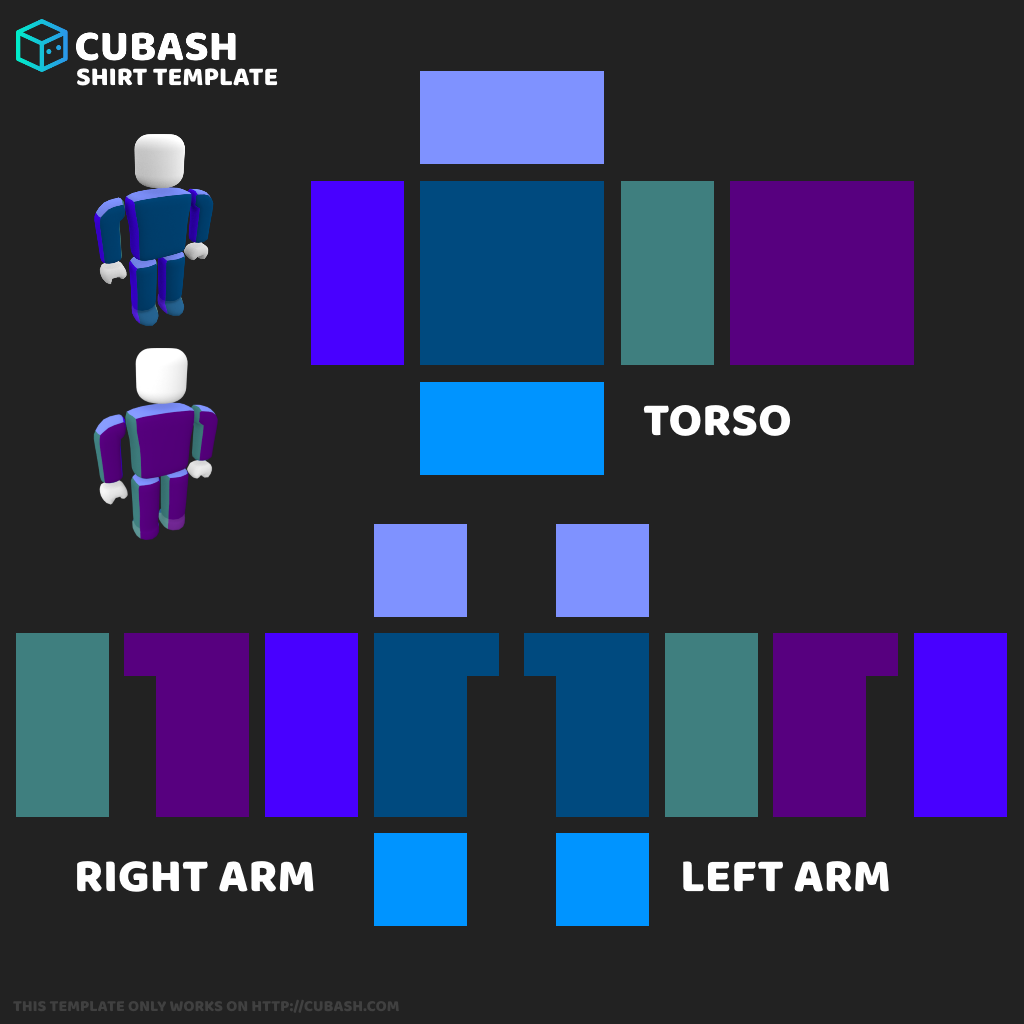 CUBASH
SHIRT TEMPLATE
TORSO
RIGHT ARM
LEFT ARM
THIS TEMPLATE ONLY WORKS ON HTTP://CUBASH.COM